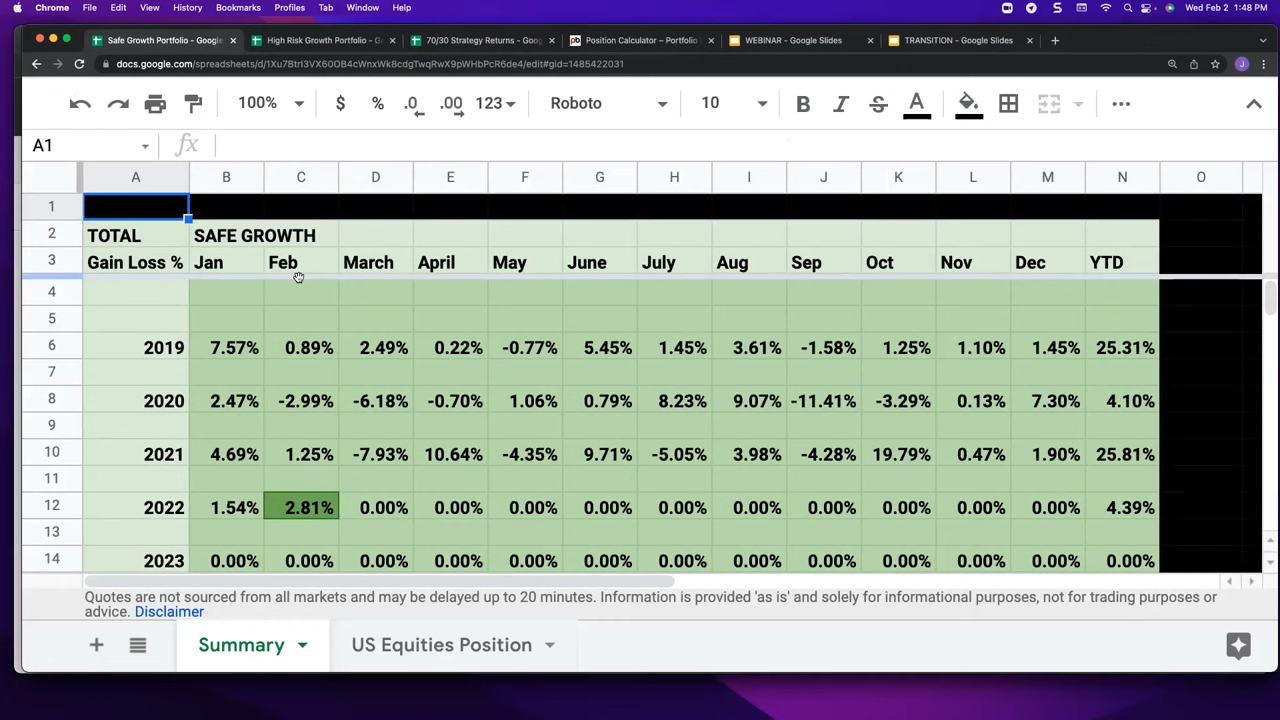 Chrome File Edit View History Bookmarks Profiles Tab Window Help Wed Feb 2 1:48 PM
Safe Growth Portfolio - Google High Risk Growth Portfolio - G 70/30 Strategy Returns - Goog Position Calculator – Portfolio WEBINAR - Google Slides TRANSITION - Google Slides
docs.google.com/spreadsheets/d/1Xu7BtrI3VX60OB4cWnxWk8cdgTwqRwX9pWHbPcR6de4/edit#gid=1485422031
100% $ % .0 .00 123 Roboto 10 B I S A
A1 fx
A B C D E F G H I J K L M N O
1
2 TOTAL SAFE GROWTH
3 Gain Loss % Jan Feb March April May June July Aug Sep Oct Nov Dec YTD
4
5
6 2019 7.57% 0.89% 2.49% 0.22% -0.77% 5.45% 1.45% 3.61% -1.58% 1.25% 1.10% 1.45% 25.31%
7
8 2020 2.47% -2.99% -6.18% -0.70% 1.06% 0.79% 8.23% 9.07% -11.41% -3.29% 0.13% 7.30% 4.10%
9
10 2021 4.69% 1.25% -7.93% 10.64% -4.35% 9.71% -5.05% 3.98% -4.28% 19.79% 0.47% 1.90% 25.81%
11
12 2022 1.54% 2.81% 0.00% 0.00% 0.00% 0.00% 0.00% 0.00% 0.00% 0.00% 0.00% 0.00% 4.39%
13
14 2023 0.00% 0.00% 0.00% 0.00% 0.00% 0.00% 0.00% 0.00% 0.00% 0.00% 0.00% 0.00% 0.00%
Quotes are not sourced from all markets and may be delayed up to 20 minutes. Information is provided 'as is' and solely for informational purposes, not for trading purposes or
advice. Disclaimer
Summary US Equities Position